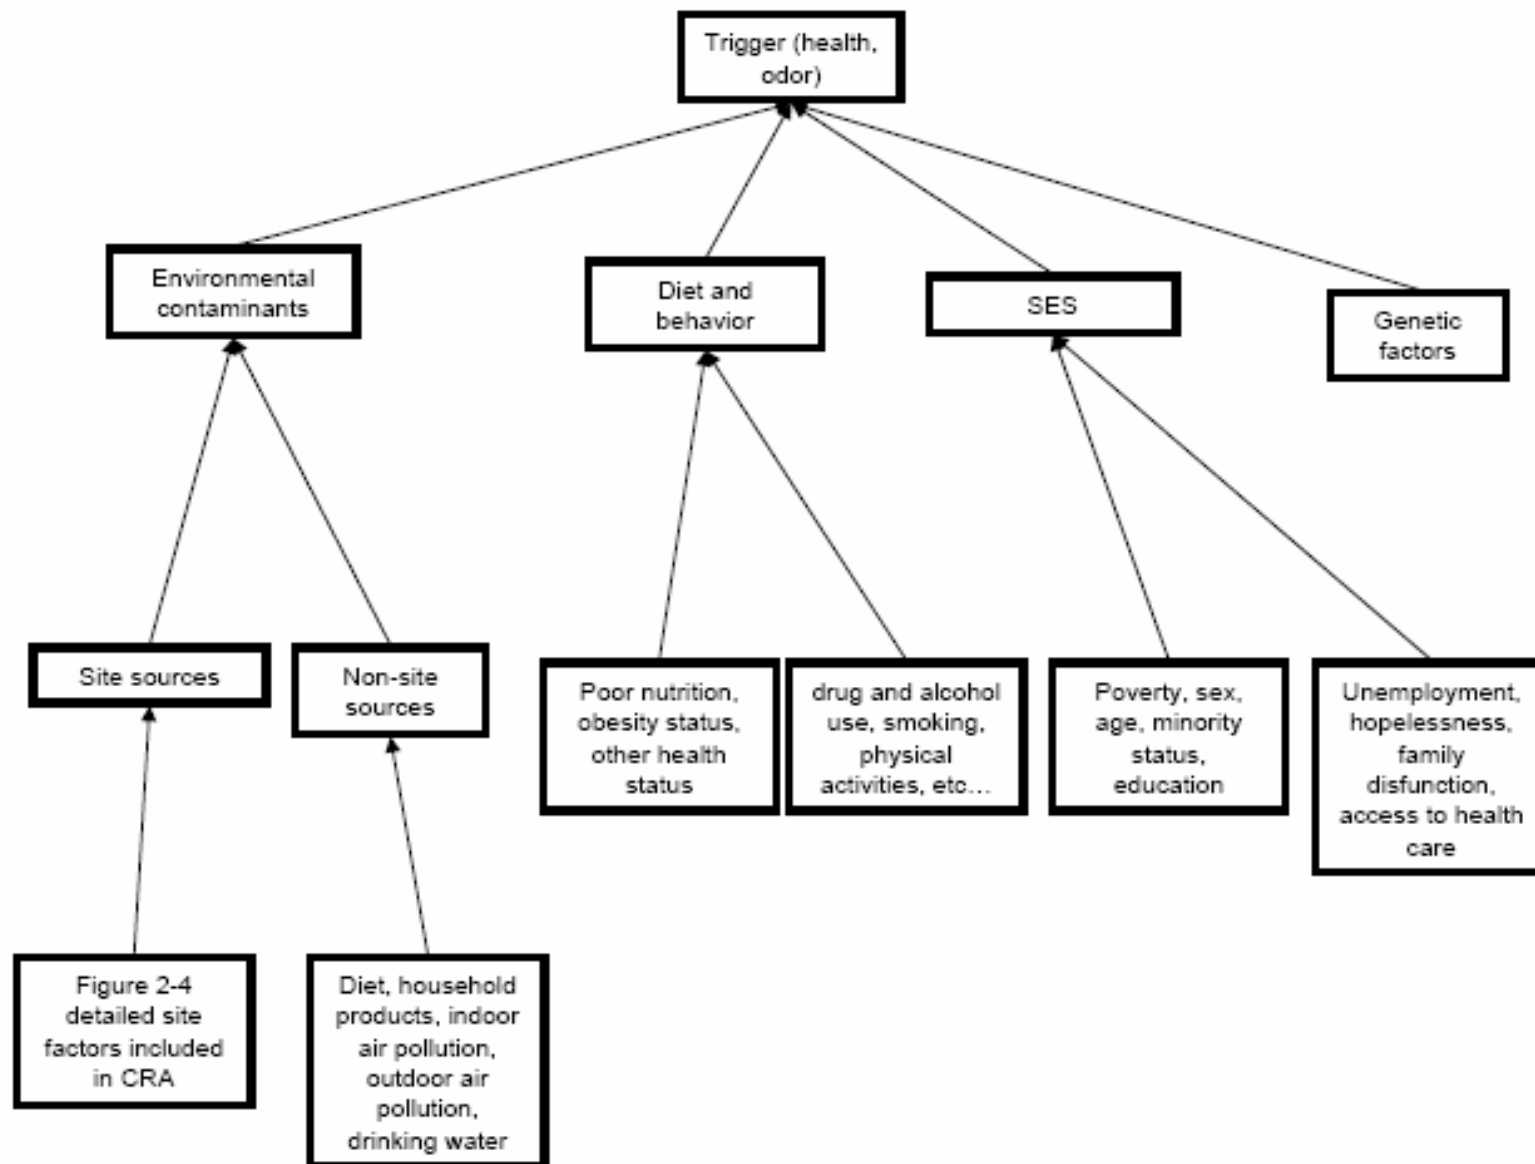 Trigger (health,
odor)
Environmental
contaminants
Diet and
behavior
SES
Genetic
factors
Site sources
Non-site
sources
Poor nutrition,
obesity status,
other health
status
drug and alcohol
use, smoking,
physical
activities, etc...
Poverty, sex,
age, minority
status,
education
Unemployment,
hopelessness,
family
disfunction,
access to health
care
Figure 2-4
detailed site
factors included
in CRA
Diet, household
products, indoor
air pollution,
outdoor air
pollution,
drinking water